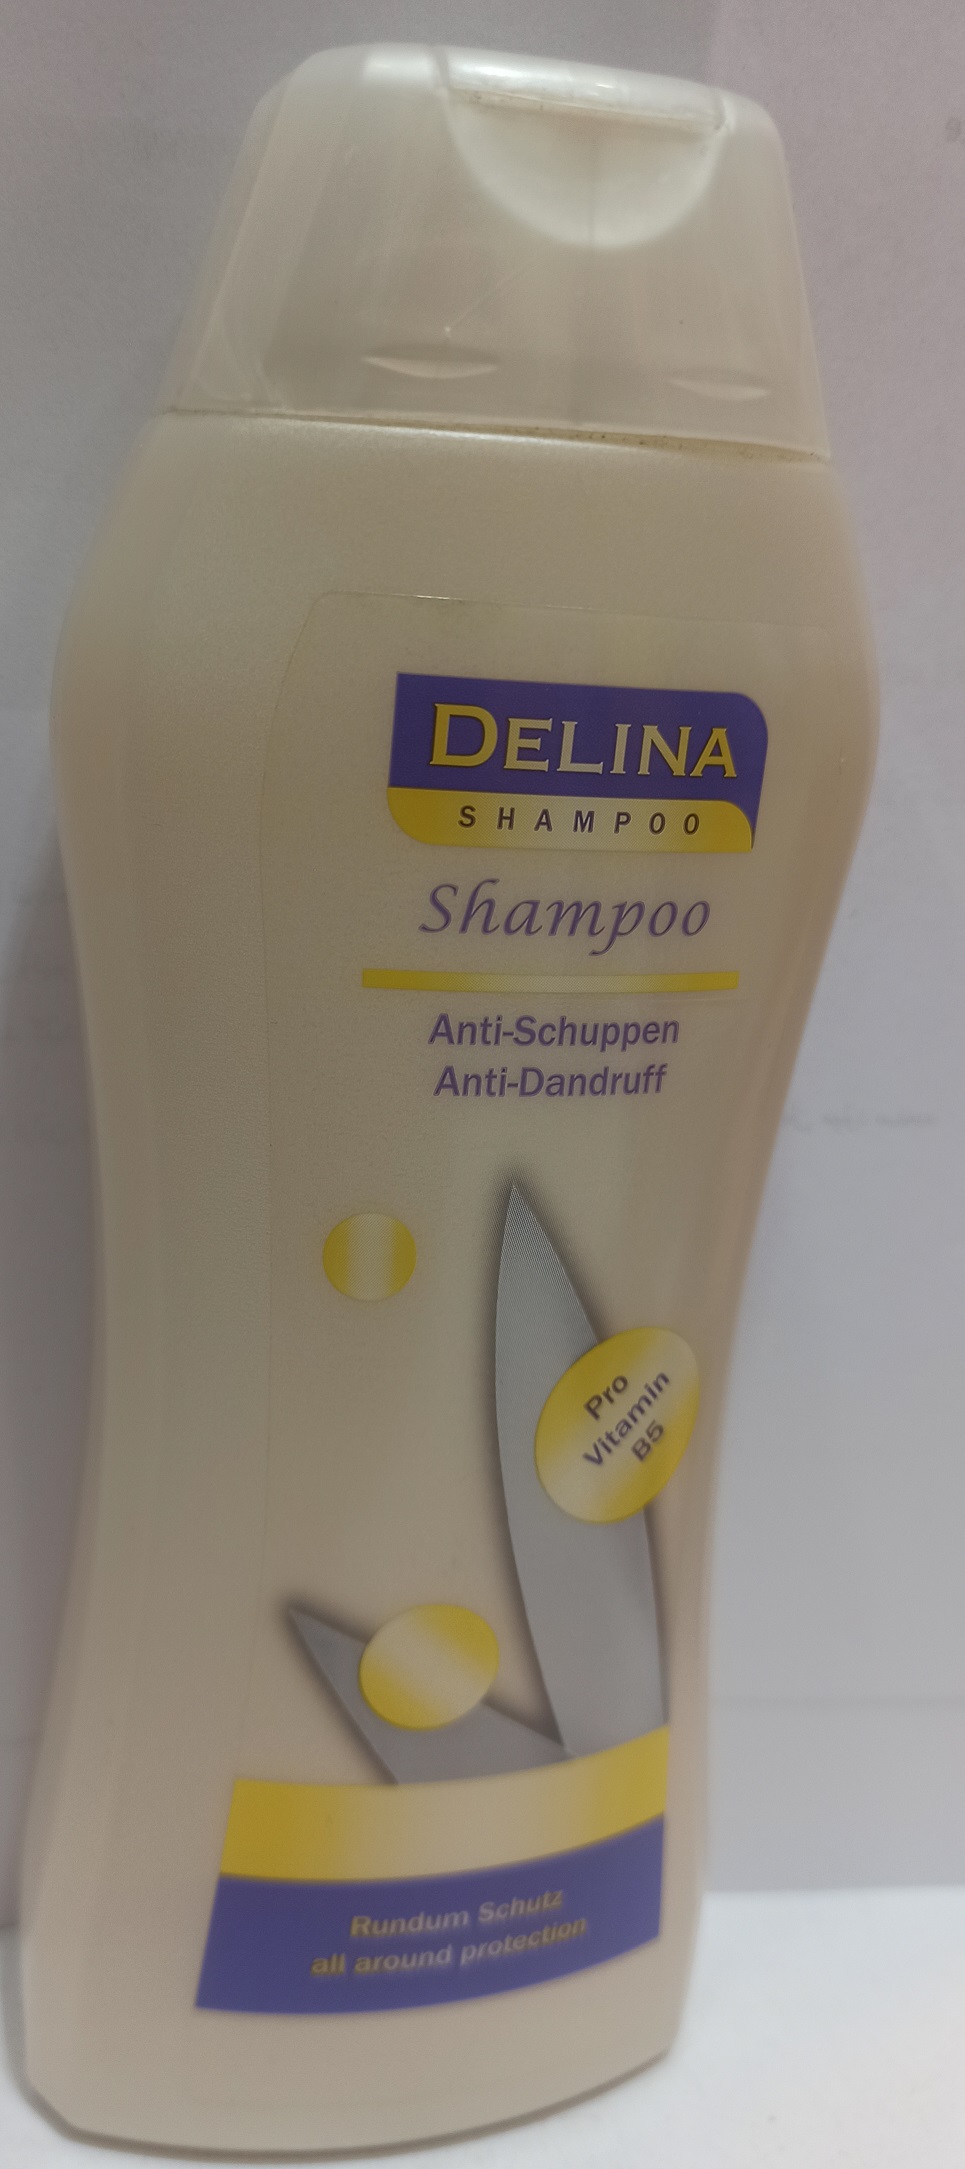 DELINA
SHAMPOO
Shampoo
Anti-Schuppen
Anti-Dandruff
Pro
Vitamin
B5
Rundum Schutz
all around protection